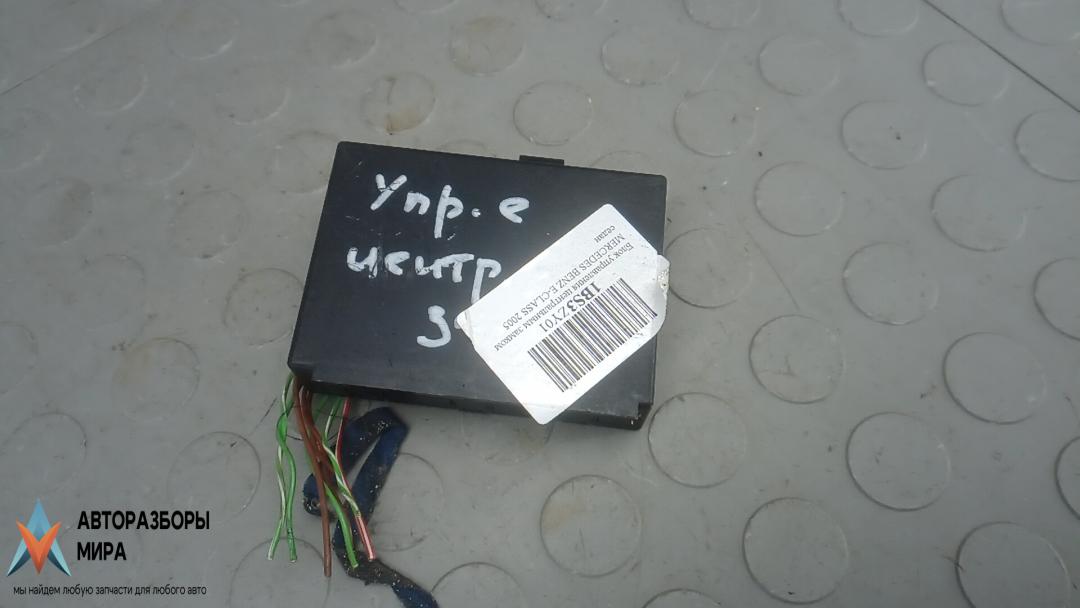 Упр. е
центр
Блок управления центральным замком
MERCEDES BENZ E-CLASS 2005
седан
1BS3ZY01
АВТОРАЗБОРЫ
МИРА
мы найдем любую запчасти для любого авто